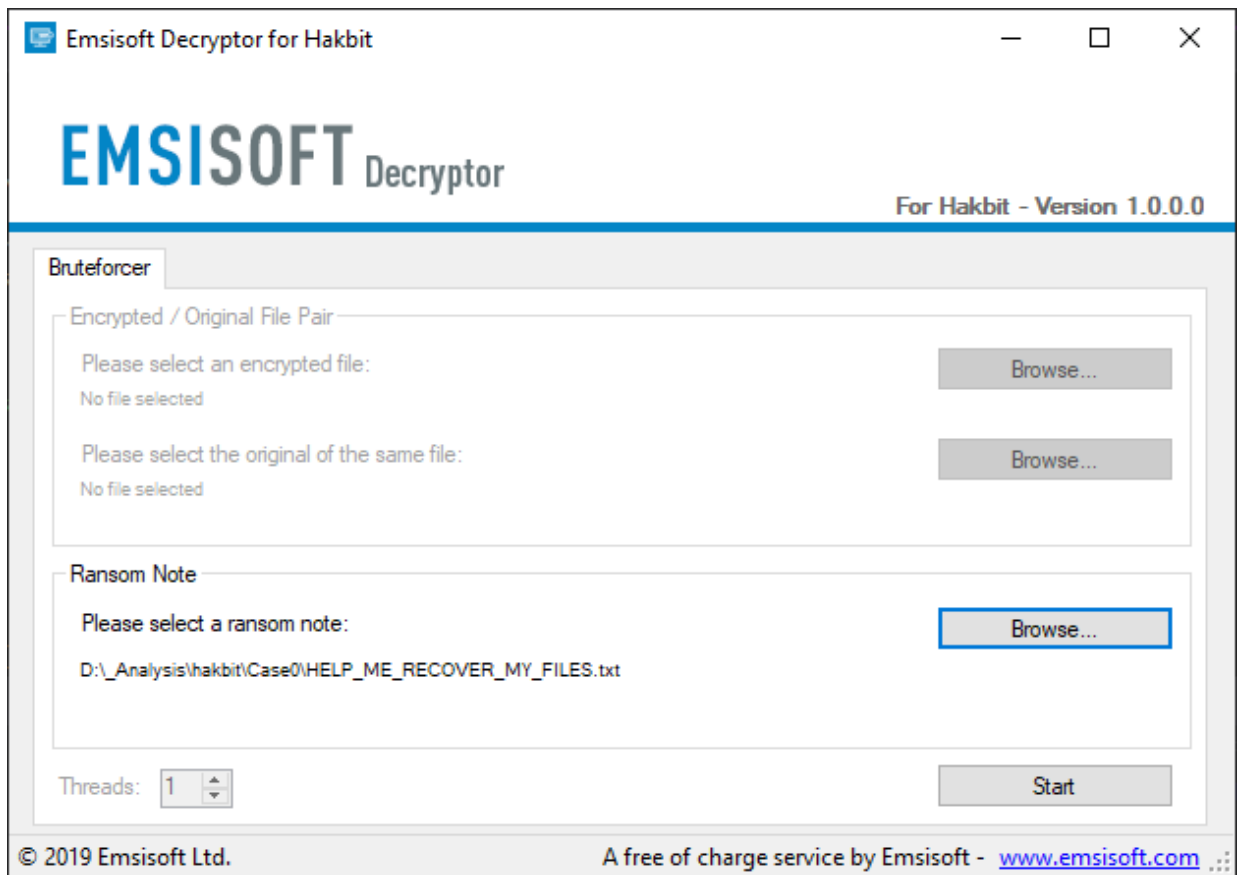 Emsisoft Decryptor for Hakbit
EMSISOFT Decryptor
For Hakbit - Version 1.0.0.0
Bruteforcer
Encrypted / Original File Pair
Please select an encrypted file:
Browse...
No file selected
Please select the original of the same file:
Browse...
No file selected
Ransom Note
Please select a ransom note:
Browse...
D:\_Analysis\hakbit\Case0\HELP_ME_RECOVER_MY_FILES.txt
Threads: 1
Start
© 2019 Emsisoft Ltd.
A free of charge service by Emsisoft - www.emsisoft.com